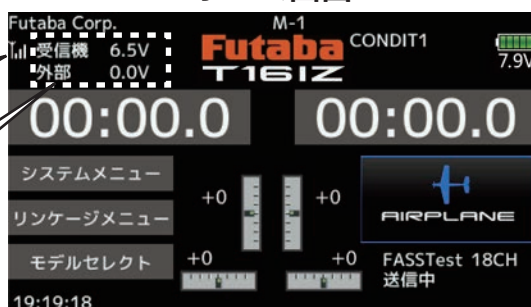 Futaba Corp.
M-1
受信機 6.5V
外部 0.0V
Futaba
T16IZ
CONDIT1
7.9V
00:00.0
00:00.0
システムメニュー
リンケージメニュー
モデルセレクト
+0
+0
+0
+0
AIRPLANE
FASSTest 18CH
送信中
19:19:18